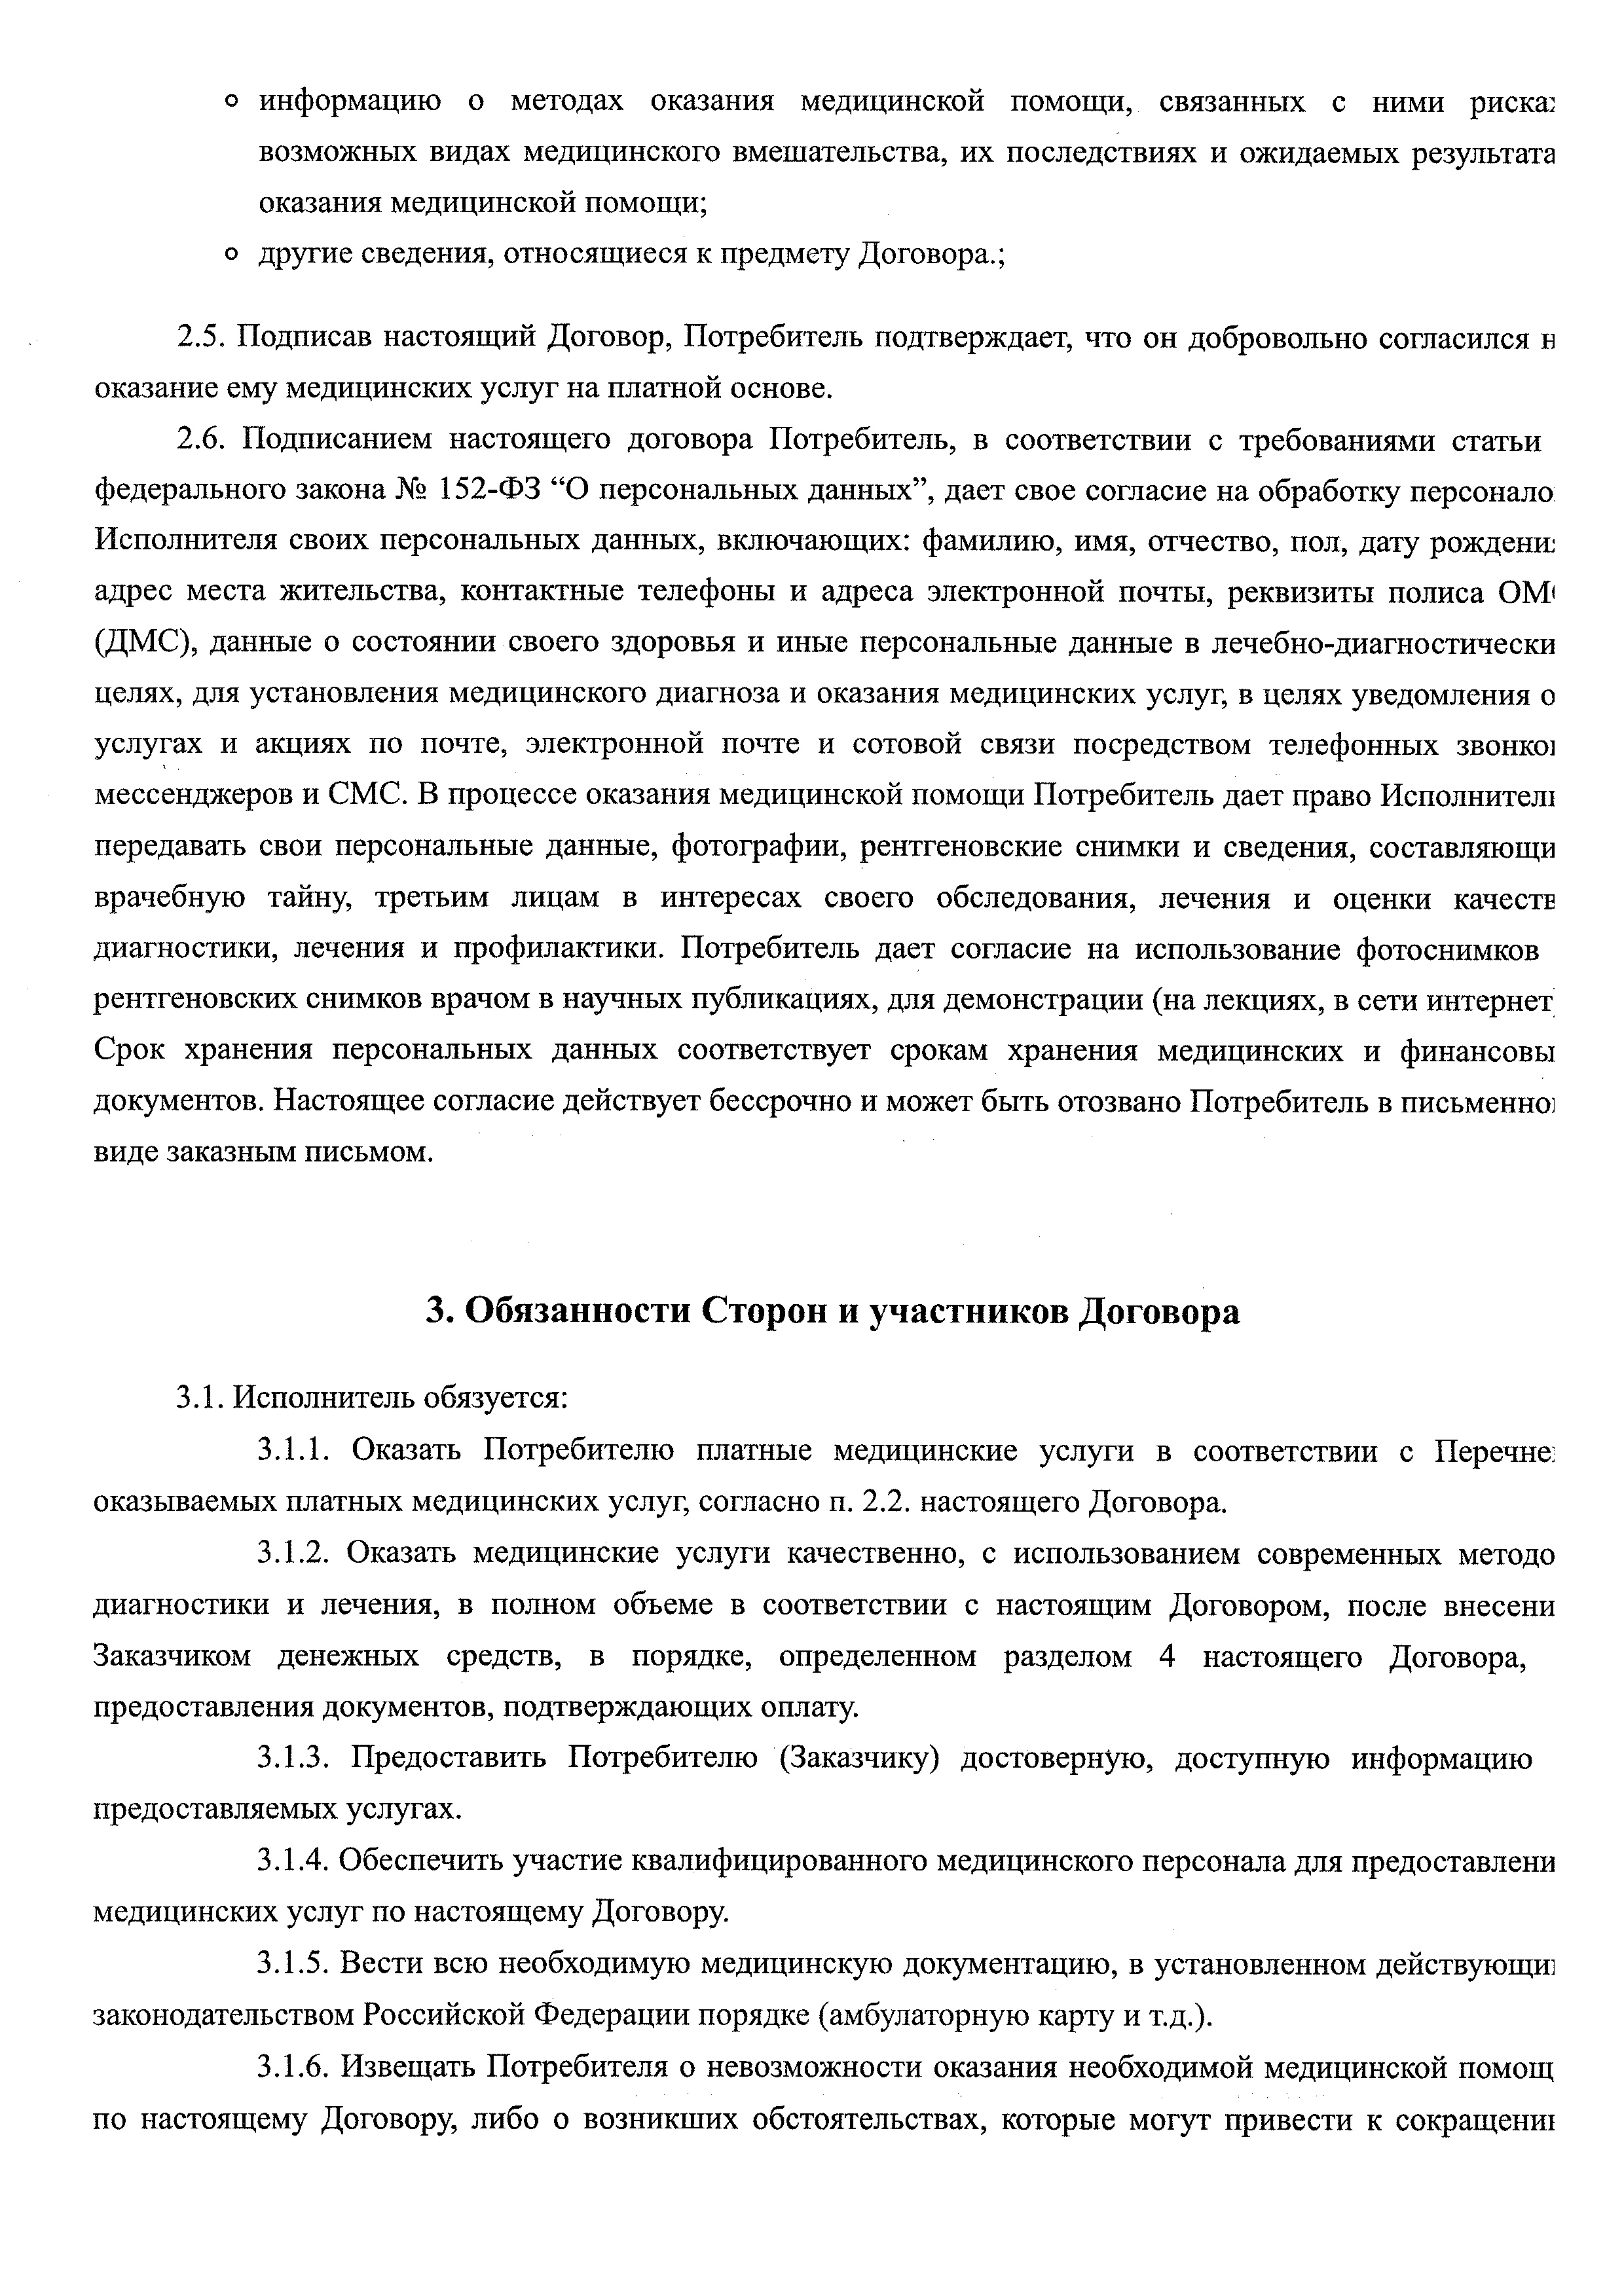 о информацию о методах оказания медицинской помощи, связанных с ними
возможных видах медицинского вмешательства, их последствиях и ожидаемых результата
оказания медицинской помощи;
о другие сведения, относящиеся к предмету Договора.;
2.5. Подписав настоящий Договор, Потребитель подтверждает, что он добровольно согласился
оказание ему медицинских услуг на платной основе.
2.6. Подписанием настоящего договора Потребитель, в соответствии с требованиями статьи
федерального закона № 152-ФЗ “О персональных данных”, дает свое согласие на обработку персонало
Исполнителя своих персональных данных, включающих: фамилию, имя, отчество, пол, дату
адрес места жительства, контактные телефоны и адреса электронной почты, реквизиты полиса
(ДМС), данные о состоянии своего здоровья и иные персональные данные в лечебно-диагностически
целях, для установления медицинского диагноза и оказания медицинских услуг, в целях уведомления о
услугах и акциях по почте, электронной почте и сотовой связи посредством телефонных
мессенджеров и СМС. В процессе оказания медицинской помощи Потребитель дает право
передавать свои персональные данные, фотографии, рентгеновские снимки и сведения, составляющи
врачебную тайну, третьим лицам в интересах своего обследования, лечения и оценки
диагностики, лечения и профилактики. Потребитель дает согласие на использование фотоснимков
рентгеновских снимков врачом в научных публикациях, для демонстрации (на лекциях, в сети интернет
Срок хранения персональных данных соответствует срокам хранения медицинских и финансовы
документов. Настоящее согласие действует бессрочно и может быть отозвано Потребитель в
виде заказным письмом.
3. Обязанности Сторон и участников Договора
3.1. Исполнитель обязуется:
3.1.1. Оказать Потребителю платные медицинские услуги в соответствии с
оказываемых платных медицинских услуг, согласно п. 2.2. настоящего Договора.
3.1.2. Оказать медицинские услуги качественно, с использованием современных методо
диагностики и лечения, в полном объеме в соответствии с настоящим Договором, после внесени
Заказчиком денежных средств, в порядке, определенном разделом 4 настоящего Договора,
предоставления документов, подтверждающих оплату.
3.1.3. Предоставить Потребителю (Заказчику) достоверную, доступную информацию
предоставляемых услугах.
3.1.4. Обеспечить участие квалифицированного медицинского персонала для предоставлени
медицинских услуг по настоящему Договору.
3.1.5. Вести всю необходимую медицинскую документацию, в установленном
законодательством Российской Федерации порядке (амбулаторную карту и т.д.).
3.1.6. Извещать Потребителя о невозможности оказания необходимой медицинской помощ
по настоящему Договору, либо о возникших обстоятельствах, которые могут привести к